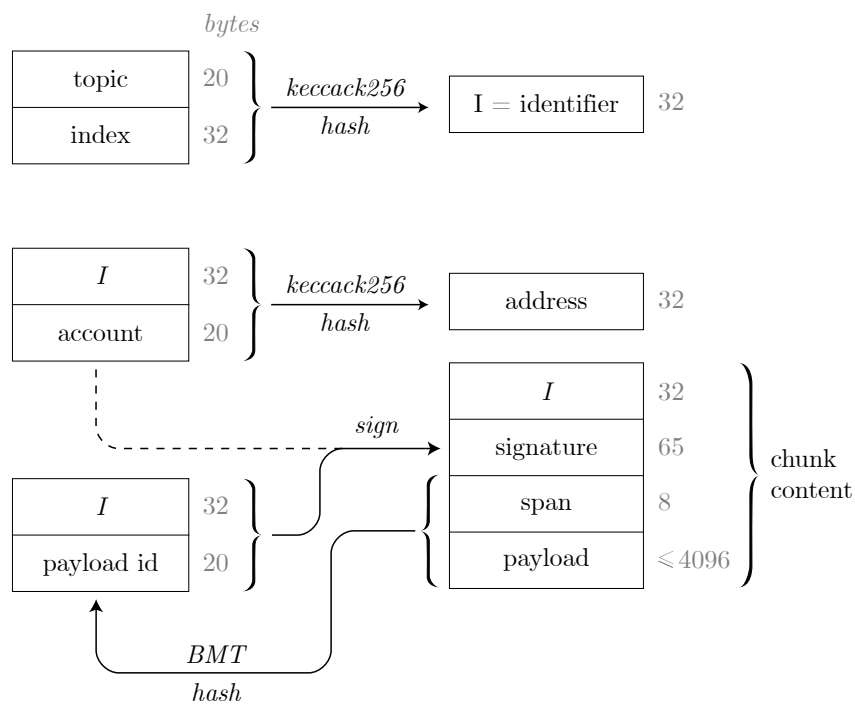 bytes
topic 20
index 32
keccack256
hash
I = identifier 32
I 32
account 20
keccack256
hash
address 32
I 32
signature 65
span 8
payload ⩽4096
chunk
content
sign
I 32
payload id 20
BMT
hash